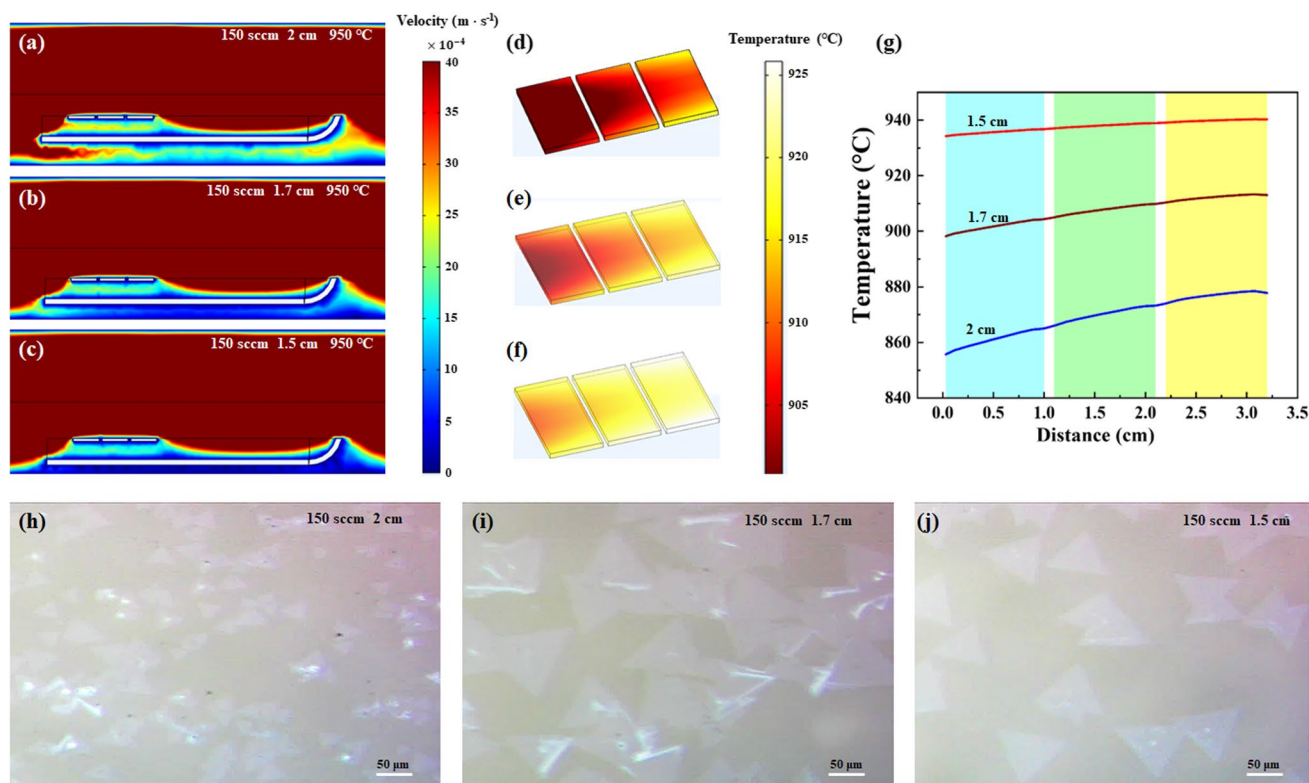 (a)
150 sccm 2 cm 950 ℃
(b)
150 sccm 1.7 cm 950 ℃
(c)
150 sccm 1.5 cm 950 ℃
Velocity (m · s⁻¹)
× 10⁻⁴
40
35
30
25
20
15
10
5
0
(d)
(e)
(f)
Temperature (℃)
925
920
915
910
905
(g)
Temperature (℃)
940
920
900
880
860
840
1.5 cm
1.7 cm
2 cm
0.0 0.5 1.0 1.5 2.0 2.5 3.0 3.5
Distance (cm)
(h)
150 sccm 2 cm
50 μm
(i)
150 sccm 1.7 cm
50 μm
(j)
150 sccm 1.5 cm
50 μm